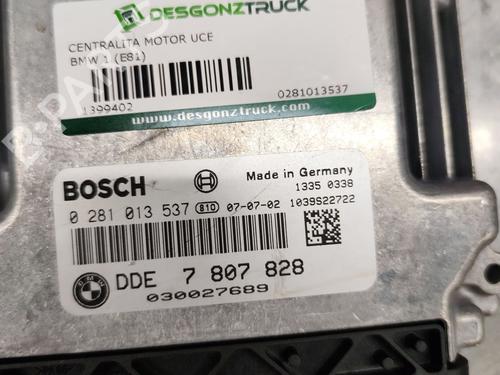 DESGONZTRUCK
CENTRALITA MOTOR UCE
BMW 1 (E81)
1399402
0281013537
www.desgonztruck.com
BOSCH
Made in Germany
1335 0338
0 281 013 537 810 07-07-02 1039S22722
BMW
DDE 7 807 828
030027689